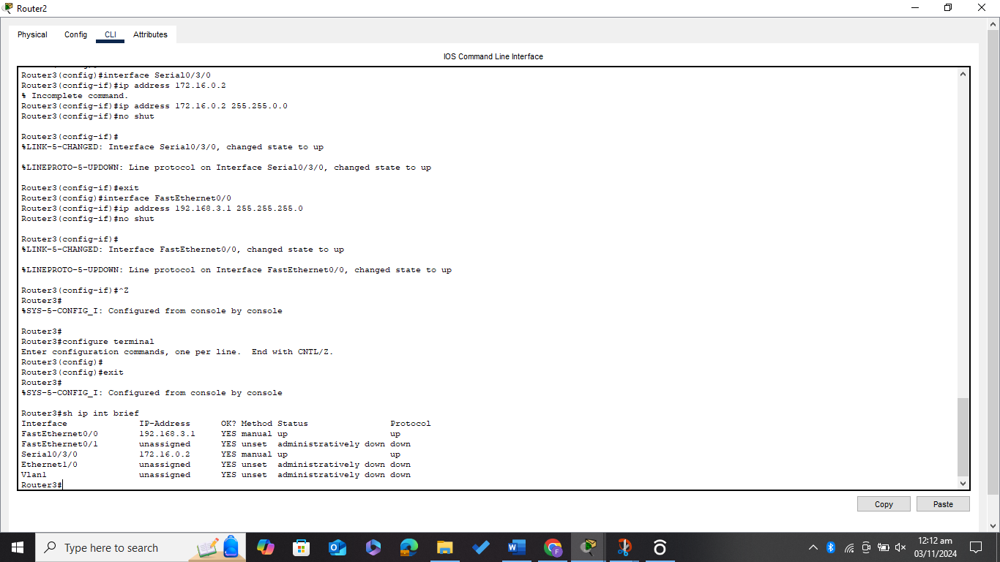 Router2
Physical Config CLI Attributes
IOS Command Line Interface
Router3(config)#interface Serial0/3/0
Router3(config-if)#ip address 172.16.0.2
% Incomplete command.
Router3(config-if)#ip address 172.16.0.2 255.255.0.0
Router3(config-if)#no shut
Router3(config-if)#
%LINK-5-CHANGED: Interface Serial0/3/0, changed state to up
%LINEPROTO-5-UPDOWN: Line protocol on Interface Serial0/3/0, changed state to up
Router3(config-if)#exit
Router3(config)#interface FastEthernet0/0
Router3(config-if)#ip address 192.168.3.1 255.255.255.0
Router3(config-if)#no shut
Router3(config-if)#
%LINK-5-CHANGED: Interface FastEthernet0/0, changed state to up
%LINEPROTO-5-UPDOWN: Line protocol on Interface FastEthernet0/0, changed state to up
Router3(config-if)#^Z
Router3#
%SYS-5-CONFIG_I: Configured from console by console
Router3#
Router3#configure terminal
Enter configuration commands, one per line. End with CNTL/Z.
Router3(config)#
Router3(config)#exit
Router3#
%SYS-5-CONFIG_I: Configured from console by console
Router3#sh ip int brief
Interface IP-Address OK? Method Status Protocol
FastEthernet0/0 192.168.3.1 YES manual up up
FastEthernet0/1 unassigned YES unset administratively down down
Serial0/3/0 172.16.0.2 YES manual up up
Ethernet1/0 unassigned YES unset administratively down down
Vlan1 unassigned YES unset administratively down down
Router3#
Copy Paste
Type here to search
12:12 am
03/11/2024